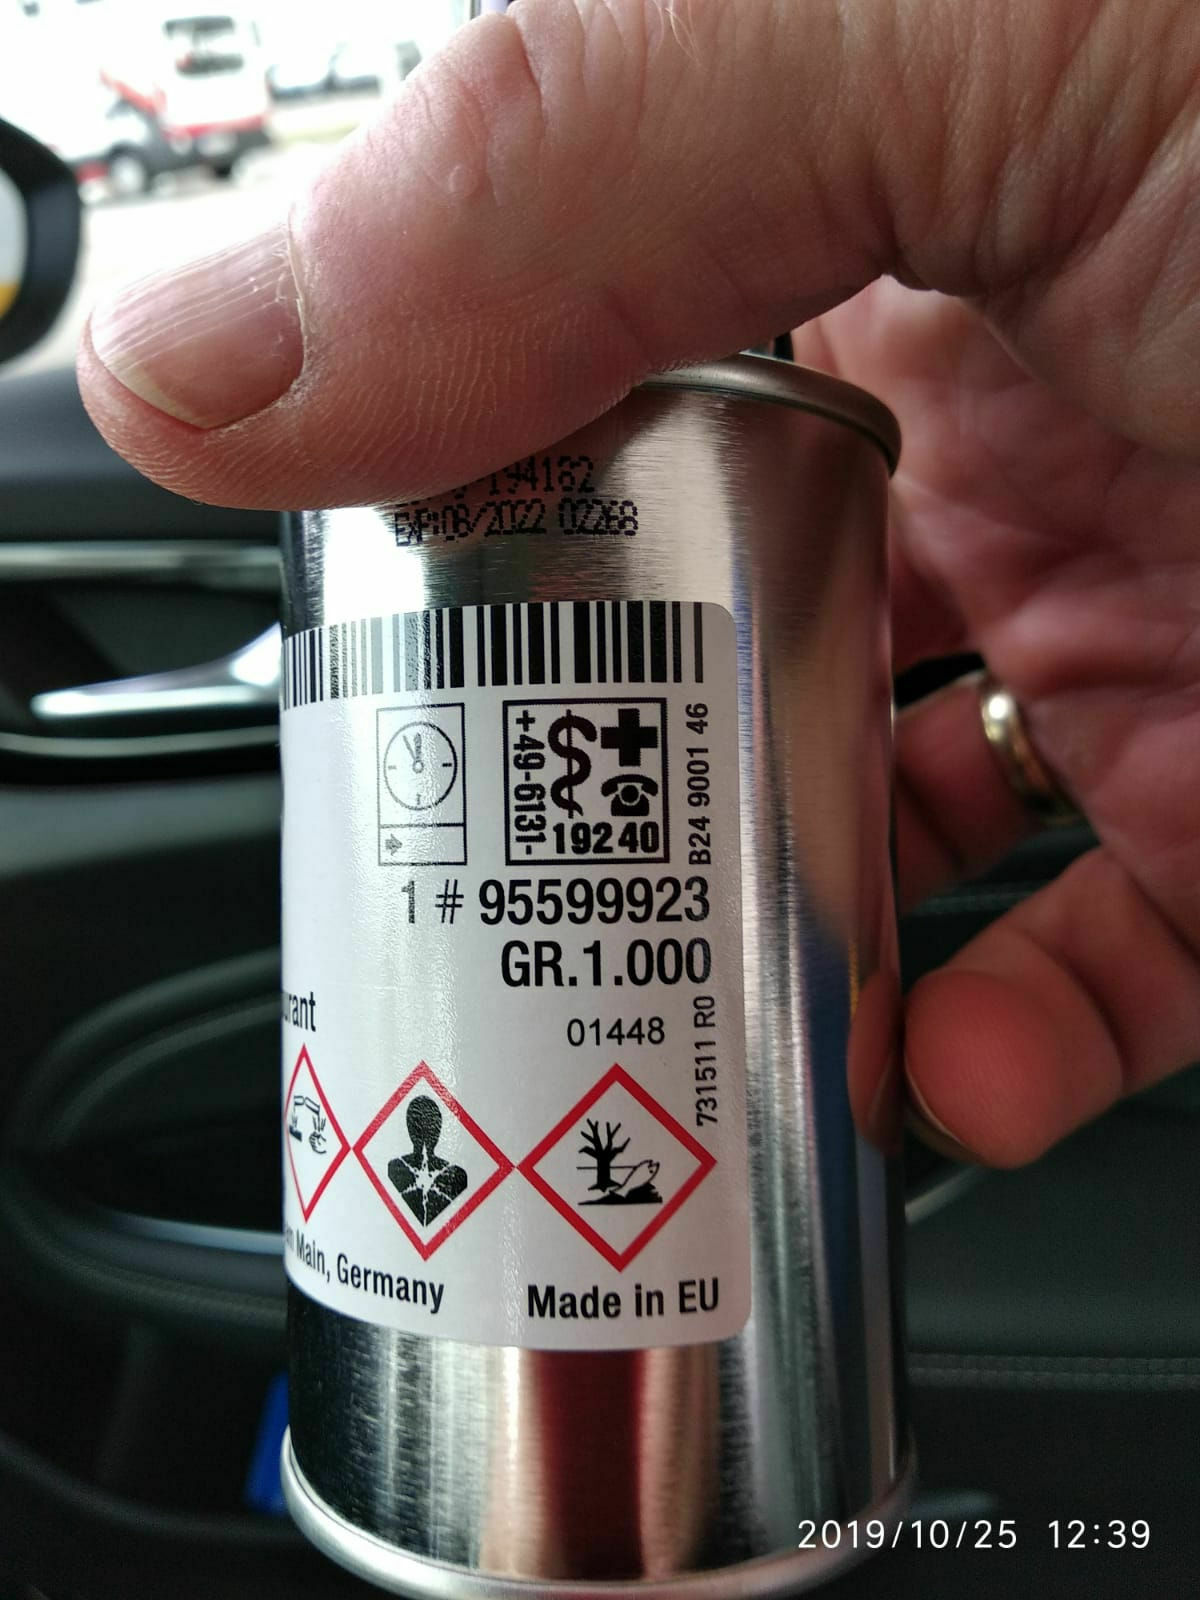 194182
EXP:08/2022 02268
+49-6131-
19240
B24 9001 46
1 # 95599923
GR.1.000
01448
731511 R0
Main, Germany
Made in EU
2019/10/25 12:39